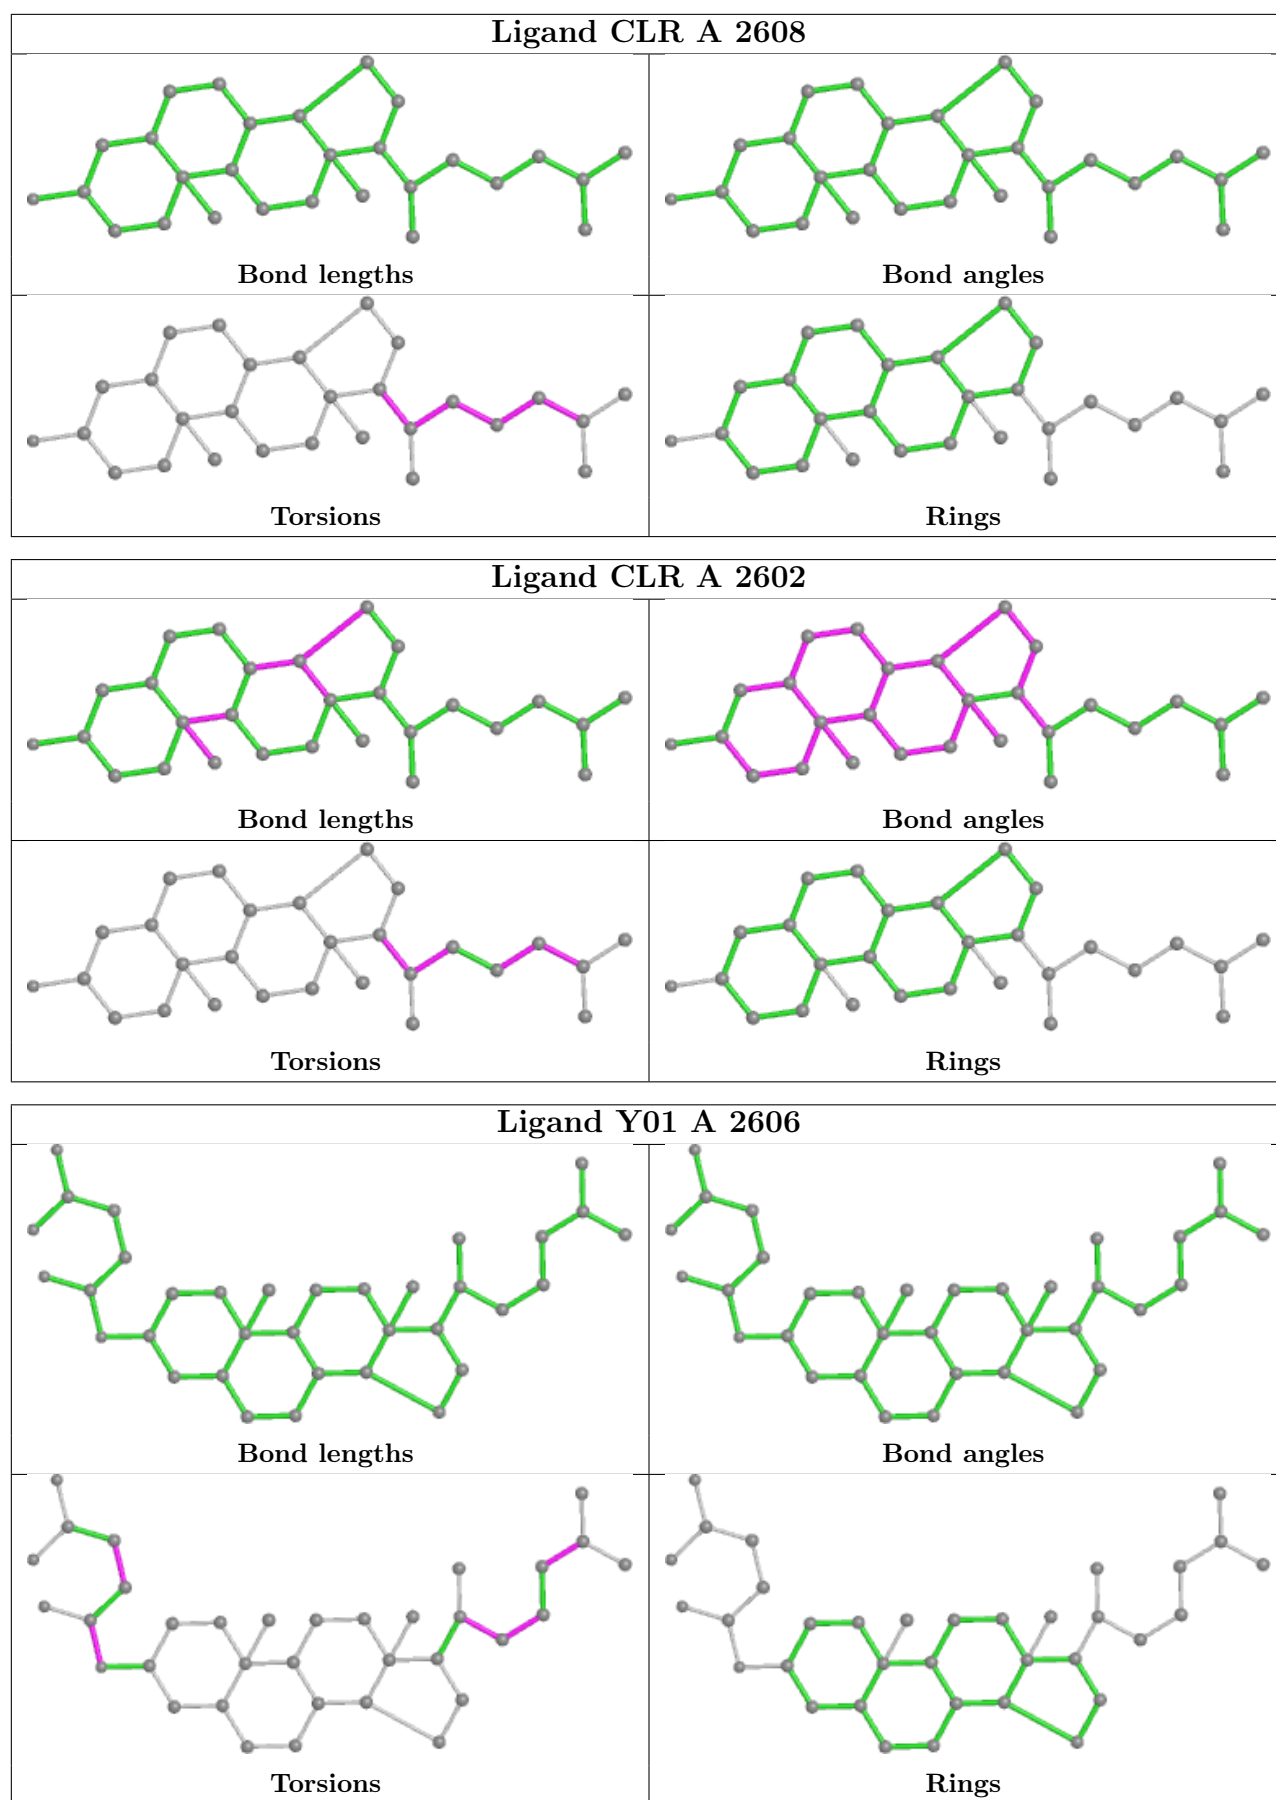 Ligand CLR A 2608
Bond lengths
Bond angles
Torsions
Rings
Ligand CLR A 2602
Bond lengths
Bond angles
Torsions
Rings
Ligand Y01 A 2606
Bond lengths
Bond angles
Torsions
Rings